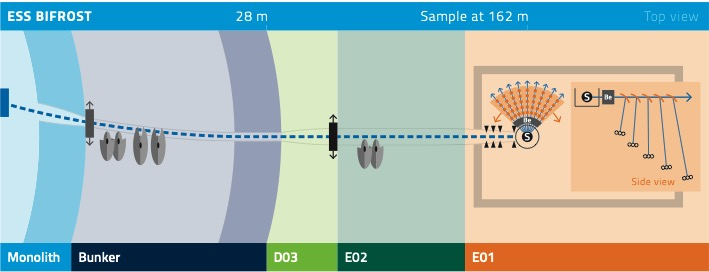 ESS BIFROST 28 m Sample at 162 m Top view
Be
S
S Be
Side view
Monolith Bunker D03 E02 E01